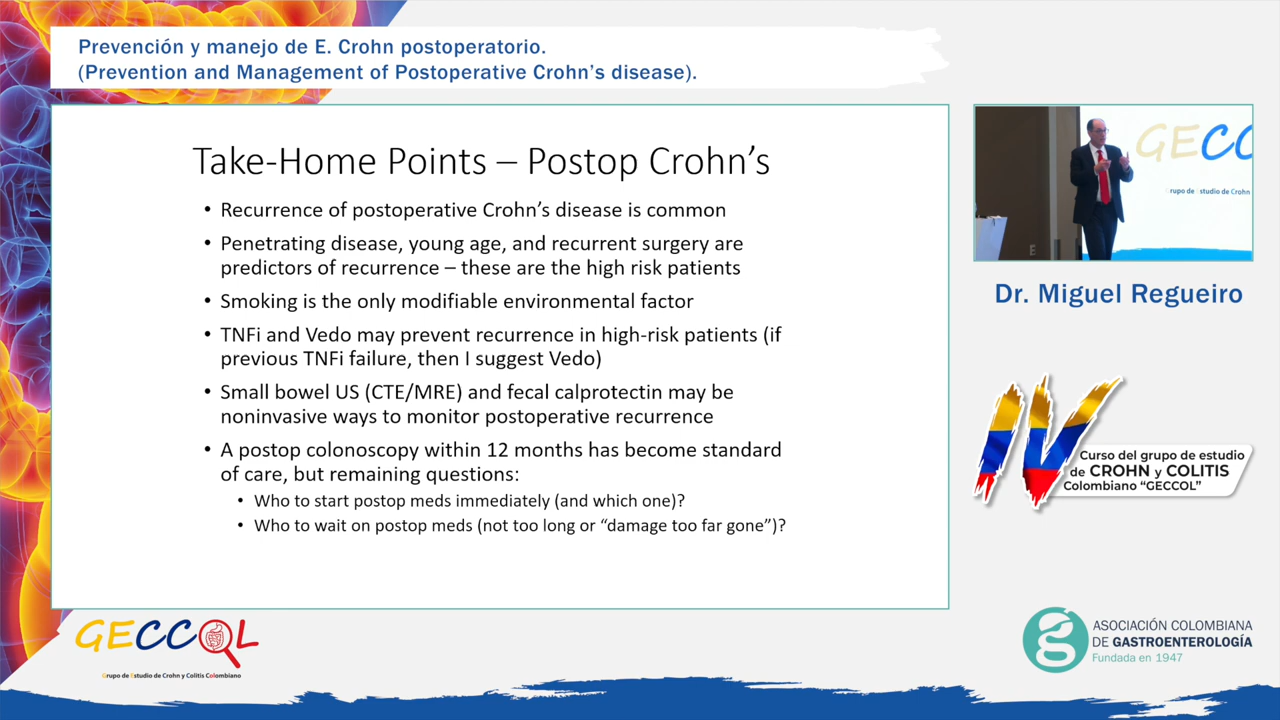 Prevención y manejo de E. Crohn postoperatorio.
(Prevention and Management of Postoperative Crohn’s disease).
Take-Home Points – Postop Crohn’s
• Recurrence of postoperative Crohn’s disease is common
• Penetrating disease, young age, and recurrent surgery are
predictors of recurrence – these are the high risk patients
• Smoking is the only modifiable environmental factor
• TNFi and Vedo may prevent recurrence in high-risk patients (if
previous TNFi failure, then I suggest Vedo)
• Small bowel US (CTE/MRE) and fecal calprotectin may be
noninvasive ways to monitor postoperative recurrence
• A postop colonoscopy within 12 months has become standard
of care, but remaining questions:
• Who to start postop meds immediately (and which one)?
• Who to wait on postop meds (not too long or “damage too far gone”)?
GECC
Grupo de Estudio de Crohn
E
Dr. Miguel Regueiro
IV
Curso del grupo de estudio
de CROHN y COLITIS
Colombiano “GECCOL”
GECCOL
Grupo de Estudio de Crohn y Colitis Colombiano
ASOCIACIÓN COLOMBIANA
DE GASTROENTEROLOGÍA
Fundada en 1947